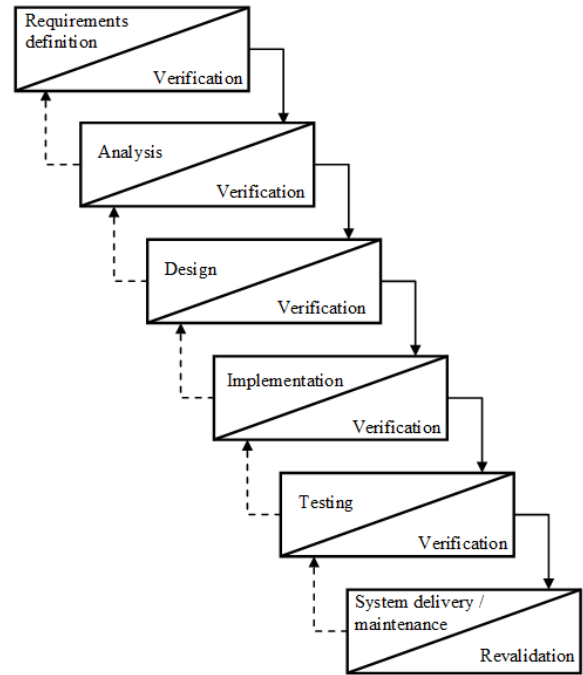 Requirements
definition
Verification
Analysis
Verification
Design
Verification
Implementation
Verification
Testing
Verification
System delivery /
maintenance
Revalidation